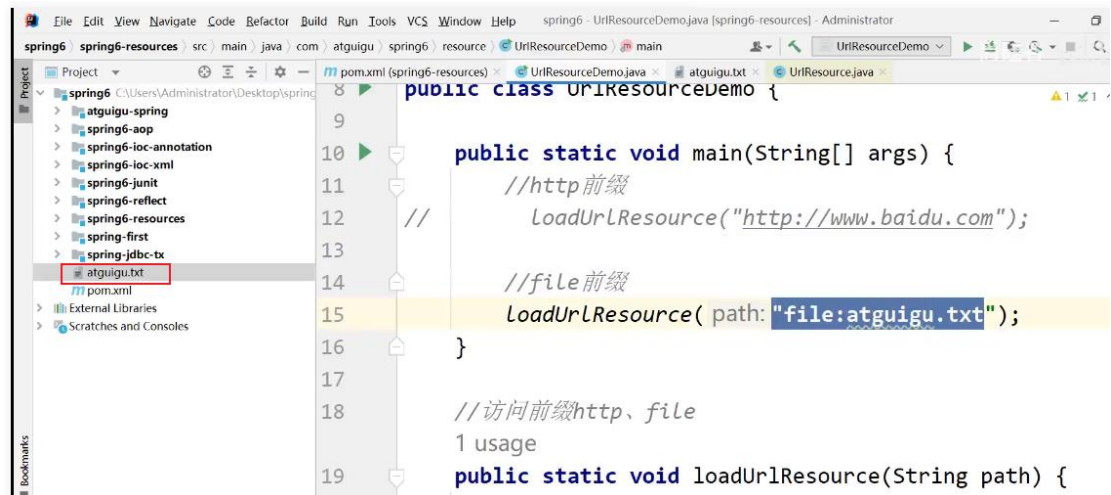 File Edit View Navigate Code Refactor Build Run Tools VCS Window Help spring6 - UrlResourceDemo.java [spring6-resources] - Administrator
spring6 spring6-resources src main java com atguigu spring6 resource UrlResourceDemo main UrlResourceDemo
Project
Project
pom.xml (spring6-resources) UrlResourceDemo.java atguigu.txt UrlResource.java
spring6 C:\Users\Administrator\Desktop\spring
atguigu-spring
spring6-aop
spring6-ioc-annotation
spring6-ioc-xml
spring6-junit
spring6-reflect
spring6-resources
spring-first
spring-jdbc-tx
atguigu.txt
pom.xml
External Libraries
Scratches and Consoles
Bookmarks
8 public class UrlResourceDemo {
1 1
9
10 public static void main(String[] args) {
11 //http前缀
12 // loadUrlResource("http://www.baidu.com");
13
14 //file前缀
15 loadUrlResource( path: "file:atguigu.txt");
16 }
17
18 //访问前缀http、file
1 usage
19 public static void loadUrlResource(String path) {